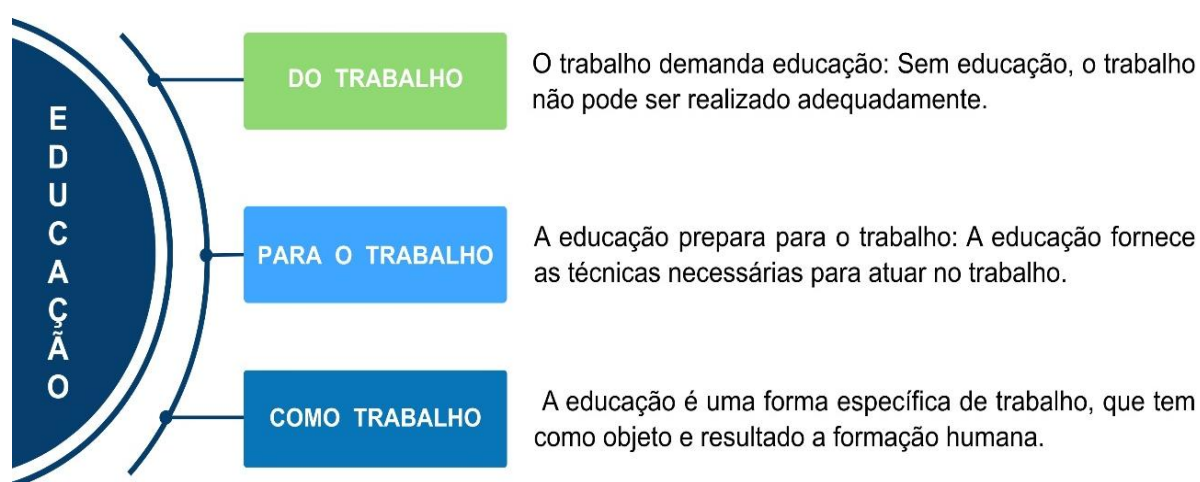 EDUCAÇÃO
DO TRABALHO
O trabalho demanda educação: Sem educação, o trabalho
não pode ser realizado adequadamente.
PARA O TRABALHO
A educação prepara para o trabalho: A educação fornece
as técnicas necessárias para atuar no trabalho.
COMO TRABALHO
A educação é uma forma específica de trabalho, que tem
como objeto e resultado a formação humana.